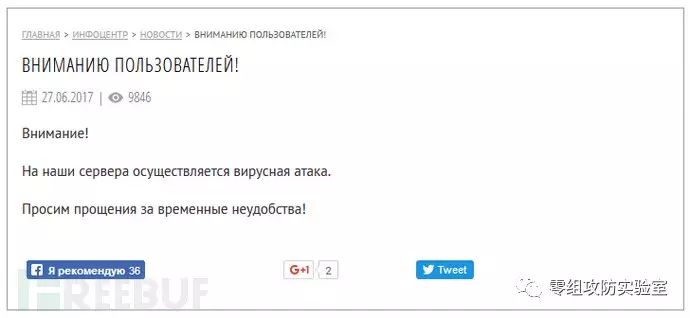 ГЛАВНАЯ > ИНФОЦЕНТР > НОВОСТИ > ВНИМАНИЮ ПОЛЬЗОВАТЕЛЕЙ!
ВНИМАНИЮ ПОЛЬЗОВАТЕЛЕЙ!
27.06.2017 | 9846
Внимание!
На наши сервера осуществляется вирусная атака.
Просим прощения за временные неудобства!
Я рекомендую 36 G+1 2 Tweet
FREEBUF 零组攻防实验室